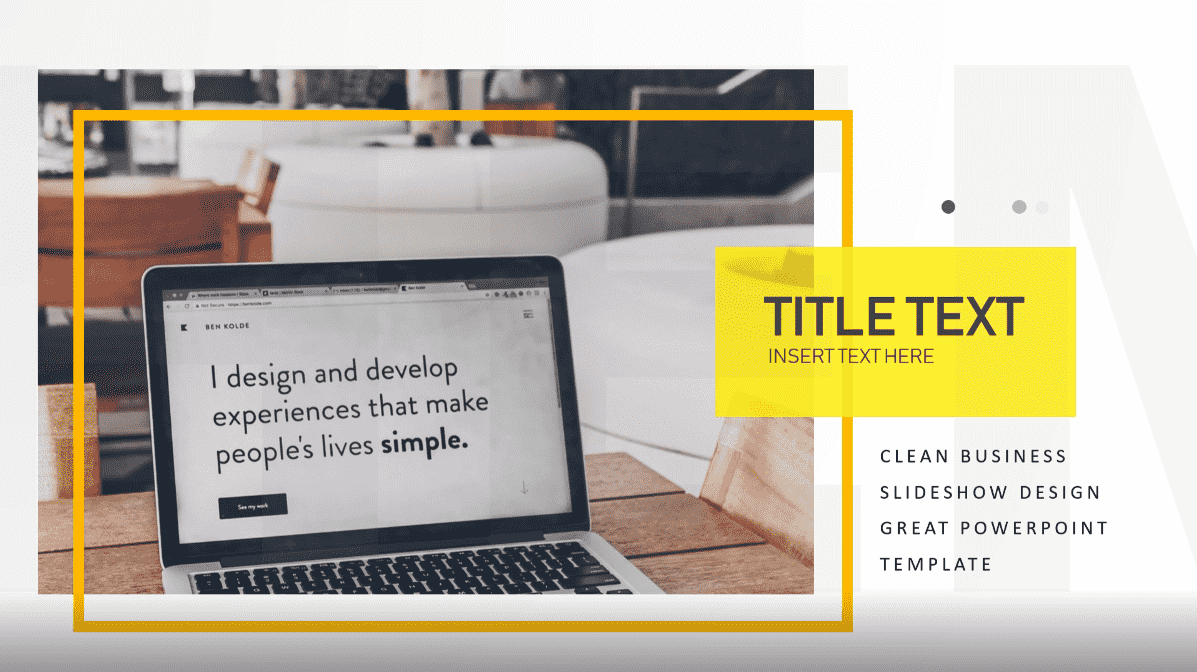 BEN KOLDE
I design and develop
experiences that make
people's lives simple.
See my work
TITLE TEXT
INSERT TEXT HERE
CLEAN BUSINESS
SLIDESHOW DESIGN
GREAT POWERPOINT
TEMPLATE